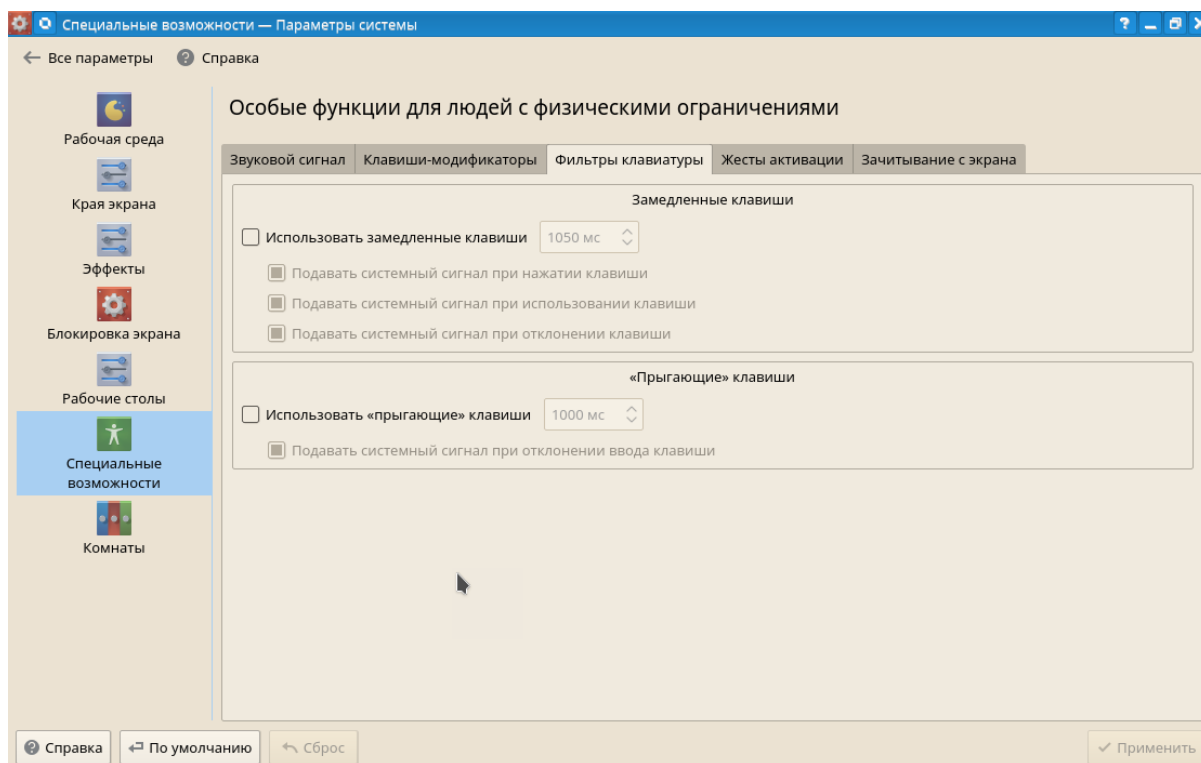 Специальные возможности — Параметры системы
Все параметры Справка
Рабочая среда
Края экрана
Эффекты
Блокировка экрана
Рабочие столы
Специальные
возможности
Комнаты
Особые функции для людей с физическими ограничениями
Звуковой сигнал Клавиши-модификаторы Фильтры клавиатуры Жесты активации Зачитывание с экрана
Замедленные клавиши
Использовать замедленные клавиши 1050 мс
Подавать системный сигнал при нажатии клавиши
Подавать системный сигнал при использовании клавиши
Подавать системный сигнал при отклонении клавиши
«Прыгающие» клавиши
Использовать «прыгающие» клавиши 1000 мс
Подавать системный сигнал при отклонении ввода клавиши
Справка По умолчанию Сброс Применить